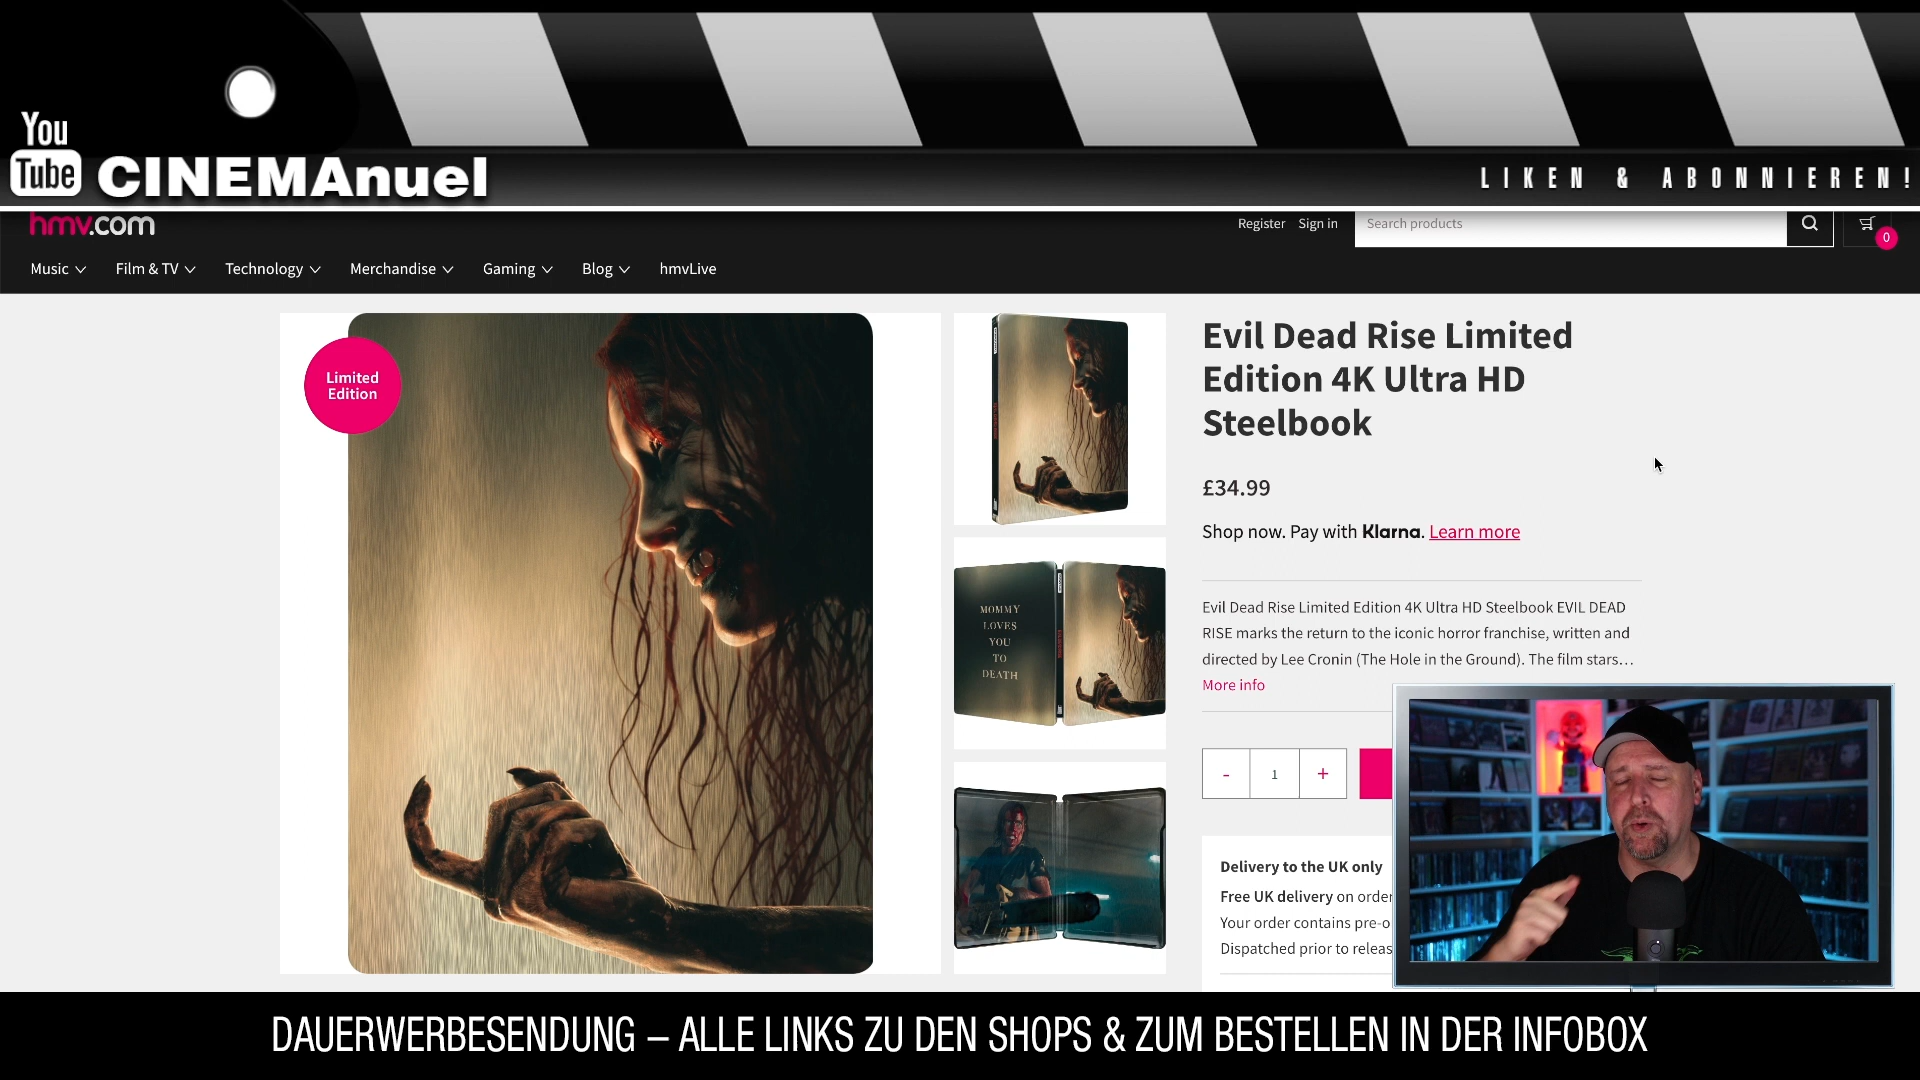 You
Tube
CINEMAnuel
LIKEN & ABONNIEREN!
hmv.com
Register
Sign in
Search products
0
Music
Film & TV
Technology
Merchandise
Gaming
Blog
hmvLive
Limited
Edition
MOMMY
LOVES
YOU
TO
DEATH
Evil Dead Rise Limited
Edition 4K Ultra HD
Steelbook
£34.99
Shop now. Pay with Klarna. Learn more
Evil Dead Rise Limited Edition 4K Ultra HD Steelbook EVIL DEAD
RISE marks the return to the iconic horror franchise, written and
directed by Lee Cronin (The Hole in the Ground). The film stars…
More info
- 1 +
Delivery to the UK only
Free UK delivery on order
Your order contains pre-o
Dispatched prior to releas
DAUERWERBESENDUNG – ALLE LINKS ZU DEN SHOPS & ZUM BESTELLEN IN DER INFOBOX